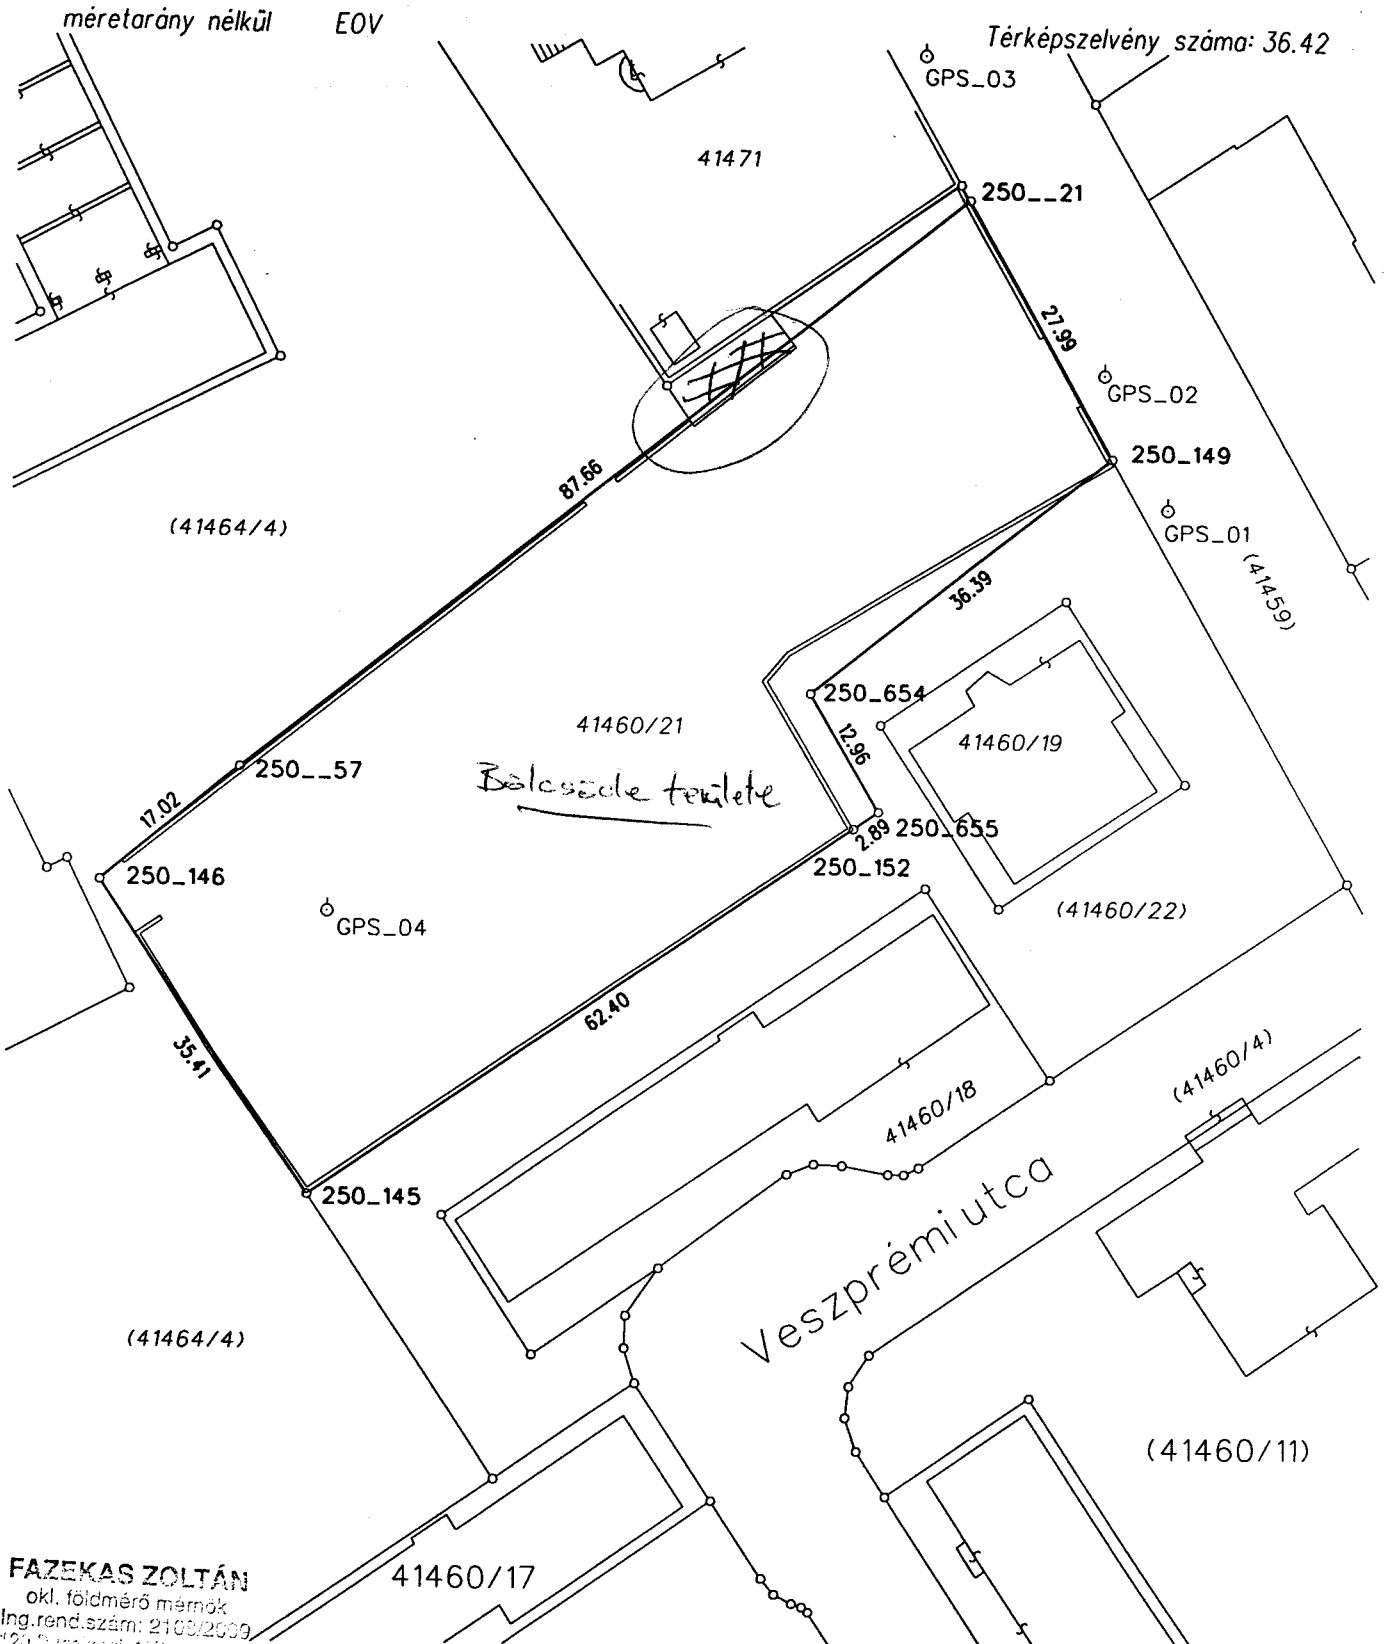 méretarány nélkül EOV
Térképszelvény száma: 36.42
GPS_03
41471
250__21
27.99
GPS_02
250_149
87.66
GPS_01
(41464/4)
36.39
(41459)
250_654
41460/21
12.96
41460/19
250__57
Bölcsőde területe
17.02
250_655
2.89
250_152
250_146
(41460/22)
GPS_04
62.40
35.41
(41460/4)
41460/18
250_145
Veszprémi utca
(41464/4)
(41460/11)
FAZEKAS ZOLTÁN
41460/17
okl. földmérő mérnök
Ing.rend.szám: